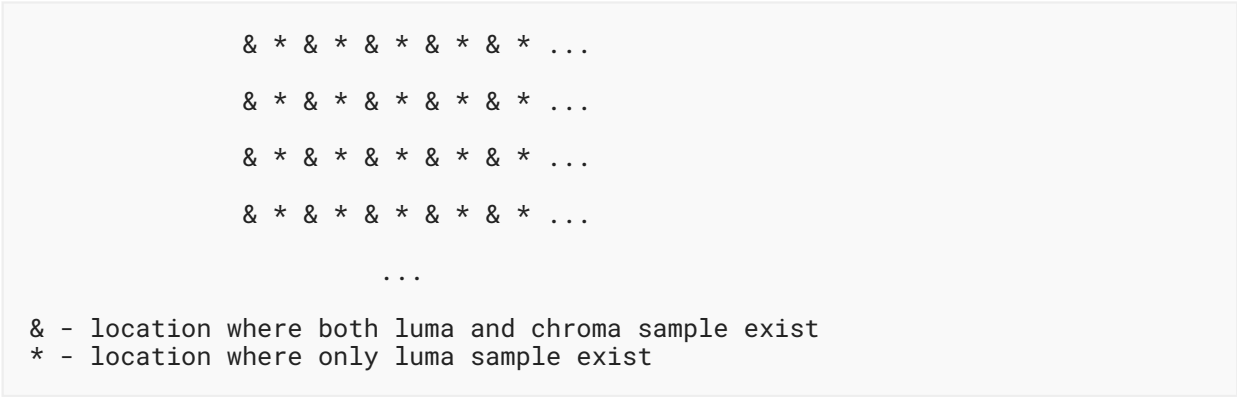 & * & * & * & * & * ...
& * & * & * & * & * ...
& * & * & * & * & * ...
& * & * & * & * & * ...
...
& - location where both luma and chroma sample exist
* - location where only luma sample exist